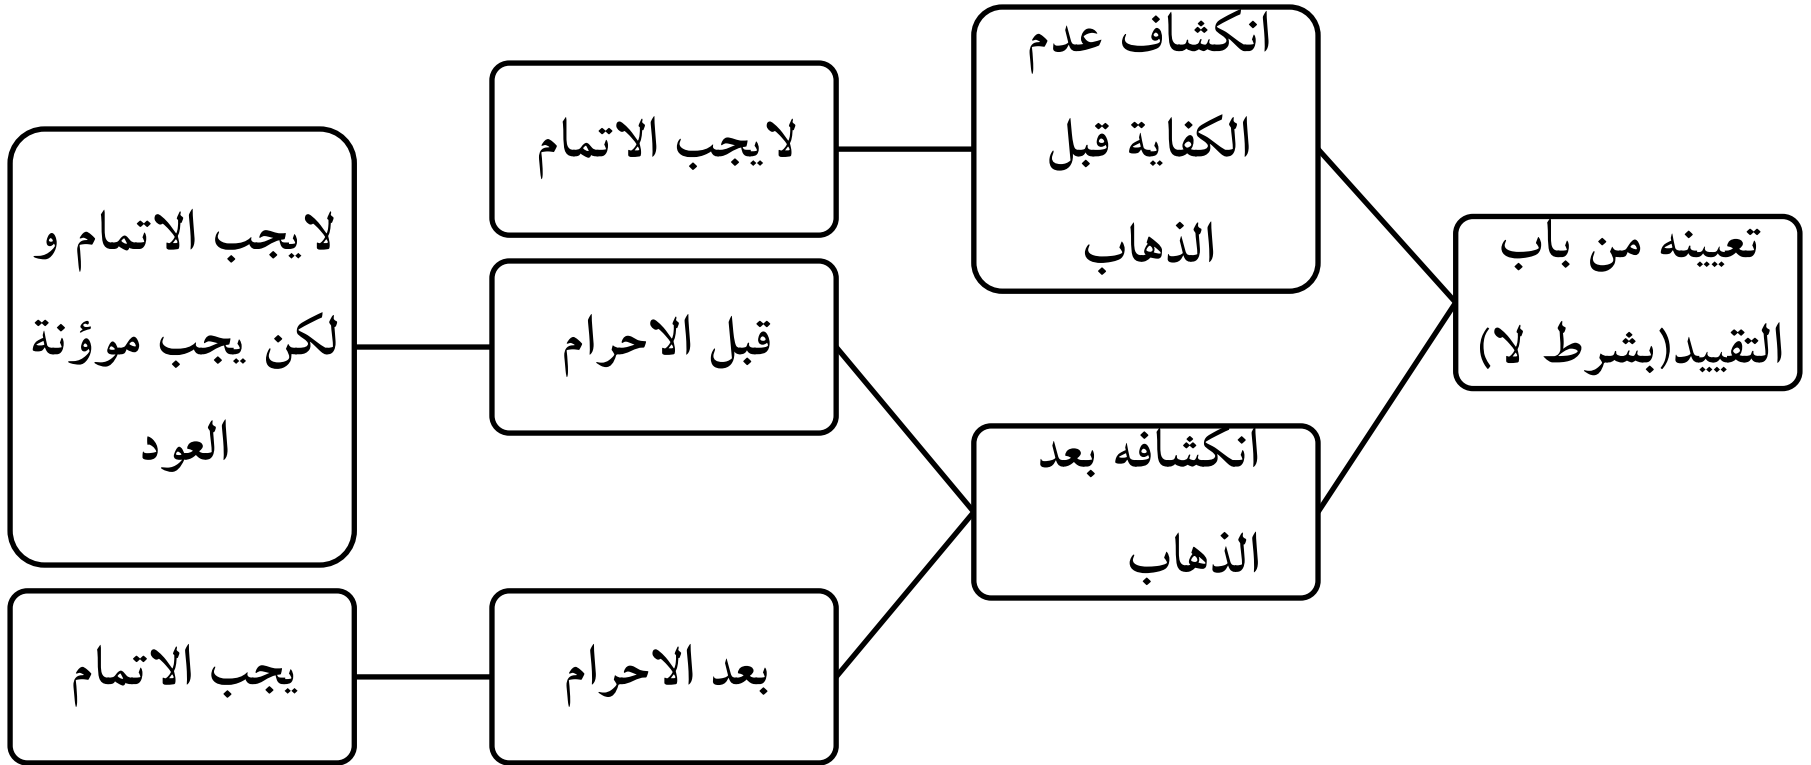 تعيينه من باب
التقييد(بشرط لا)
انكشاف عدم
الكفاية قبل
الذهاب
لايجب الاتمام
انكشافه بعد
الذهاب
قبل الاحرام
لايجب الاتمام و
لكن يجب موؤنة
العود
بعد الاحرام
يجب الاتمام